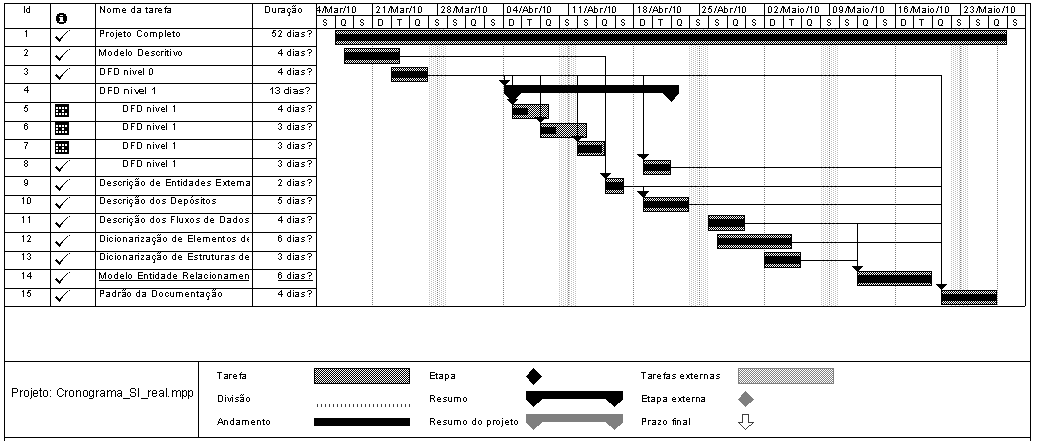 Id Nome da tarefa Duração 4/Mar/10 21/Mar/10 28/Mar/10 04/Abr/10 11/Abr/10 18/Abr/10 25/Abr/10 02/Maio/10 09/Maio/10 16/Maio/10 23/Maio/10
S Q S D T Q S S Q S D T Q S S Q S D T Q S S Q S D T Q S S Q S D T Q S S Q S
1 Projeto Completo 52 dias?
2 Modelo Descritivo 4 dias?
3 DFD nivel 0 4 dias?
4 DFD nivel 1 13 dias?
5 DFD nivel 1 4 dias?
6 DFD nivel 1 3 dias?
7 DFD nivel 1 3 dias?
8 DFD nivel 1 3 dias?
9 Descrição de Entidades Externa 2 dias?
10 Descrição dos Depósitos 5 dias?
11 Descrição dos Fluxos de Dados 4 dias?
12 Dicionarização de Elementos de 6 dias?
13 Dicionarização de Estruturas de 3 dias?
14 Modelo Entidade Relacionamen 6 dias?
15 Padrão da Documentação 4 dias?
Projeto: Cronograma_SI_real.mpp
Tarefa Etapa Tarefas externas
Divisão Resumo Etapa externa
Andamento Resumo do projeto Prazo final